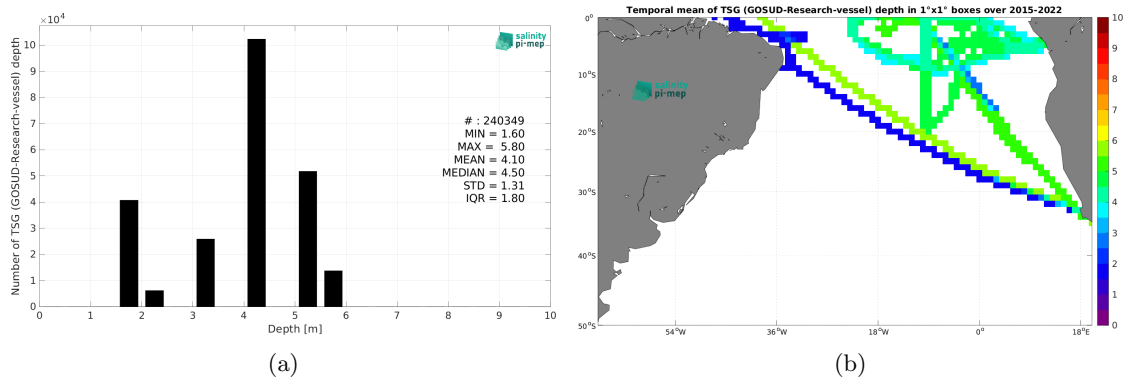 ×10⁴
10
9
8
7
6
5
4
3
2
1
0
Number of TSG (GOSUD-Research-vessel) depth
0 1 2 3 4 5 6 7 8 9 10
Depth [m]
salinity
pi-mep
# : 240349
MIN = 1.60
MAX = 5.80
MEAN = 4.10
MEDIAN = 4.50
STD = 1.31
IQR = 1.80
(a)
Temporal mean of TSG (GOSUD-Research-vessel) depth in 1°x1° boxes over 2015-2022
0°
10°S
20°S
30°S
40°S
50°S
54°W 36°W 18°W 0° 18°E
salinity
pi-mep
10
9
8
7
6
5
4
3
2
1
0
(b)